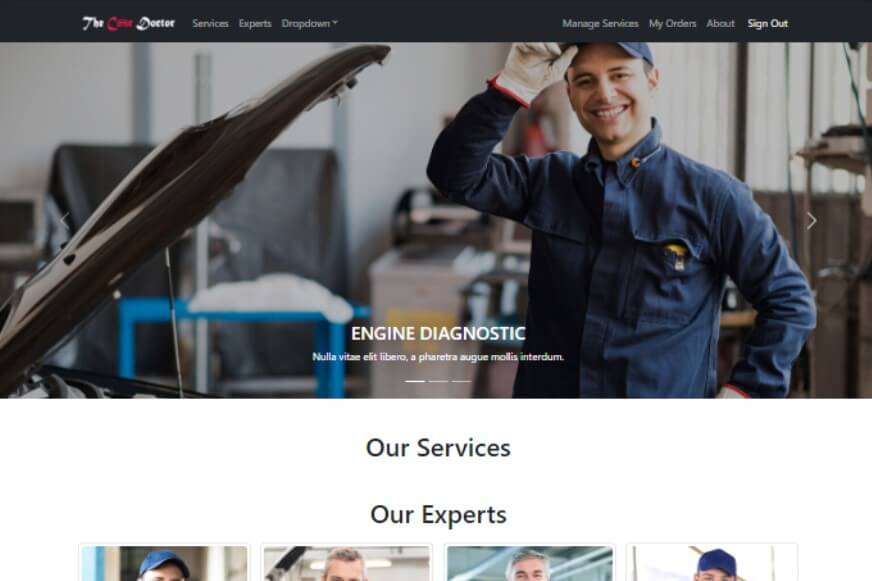 The Car Doctor Services Experts Dropdown Manage Services My Orders About Sign Out
ENGINE DIAGNOSTIC
Nulla vitae elit libero, a pharetra augue mollis interdum.
Our Services
Our Experts